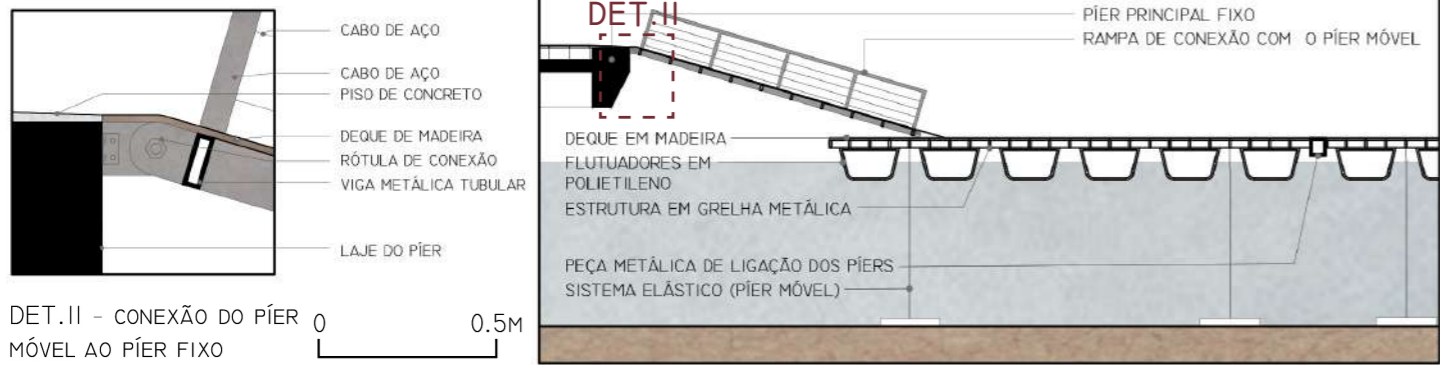 CABO DE AÇO
CABO DE AÇO
PISO DE CONCRETO
DEQUE DE MADEIRA
RÓTULA DE CONEXÃO
VIGA METÁLICA TUBULAR
LAJE DO PÍER
DET.II - CONEXÃO DO PÍER
MÓVEL AO PÍER FIXO
0 0.5M
DET.II
PÍER PRINCIPAL FIXO
RAMPA DE CONEXÃO COM O PÍER MÓVEL
DEQUE EM MADEIRA
FLUTUADORES EM
POLIETILENO
ESTRUTURA EM GRELHA METÁLICA
PEÇA METÁLICA DE LIGAÇÃO DOS PÍERS
SISTEMA ELÁSTICO (PÍER MÓVEL)